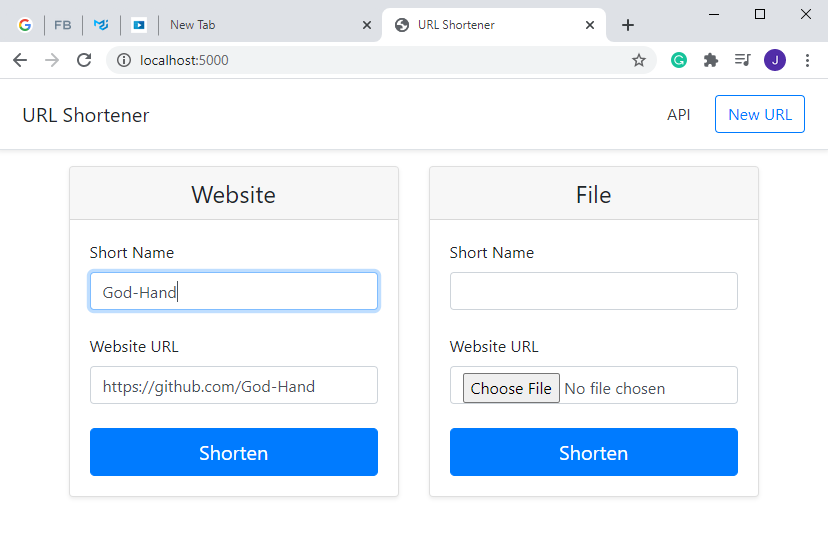 FB
New Tab
URL Shortener
localhost:5000
G
J
URL Shortener
API
New URL
Website
Short Name
God-Hand
Website URL
https://github.com/God-Hand
Shorten
File
Short Name
Website URL
Choose File No file chosen
Shorten